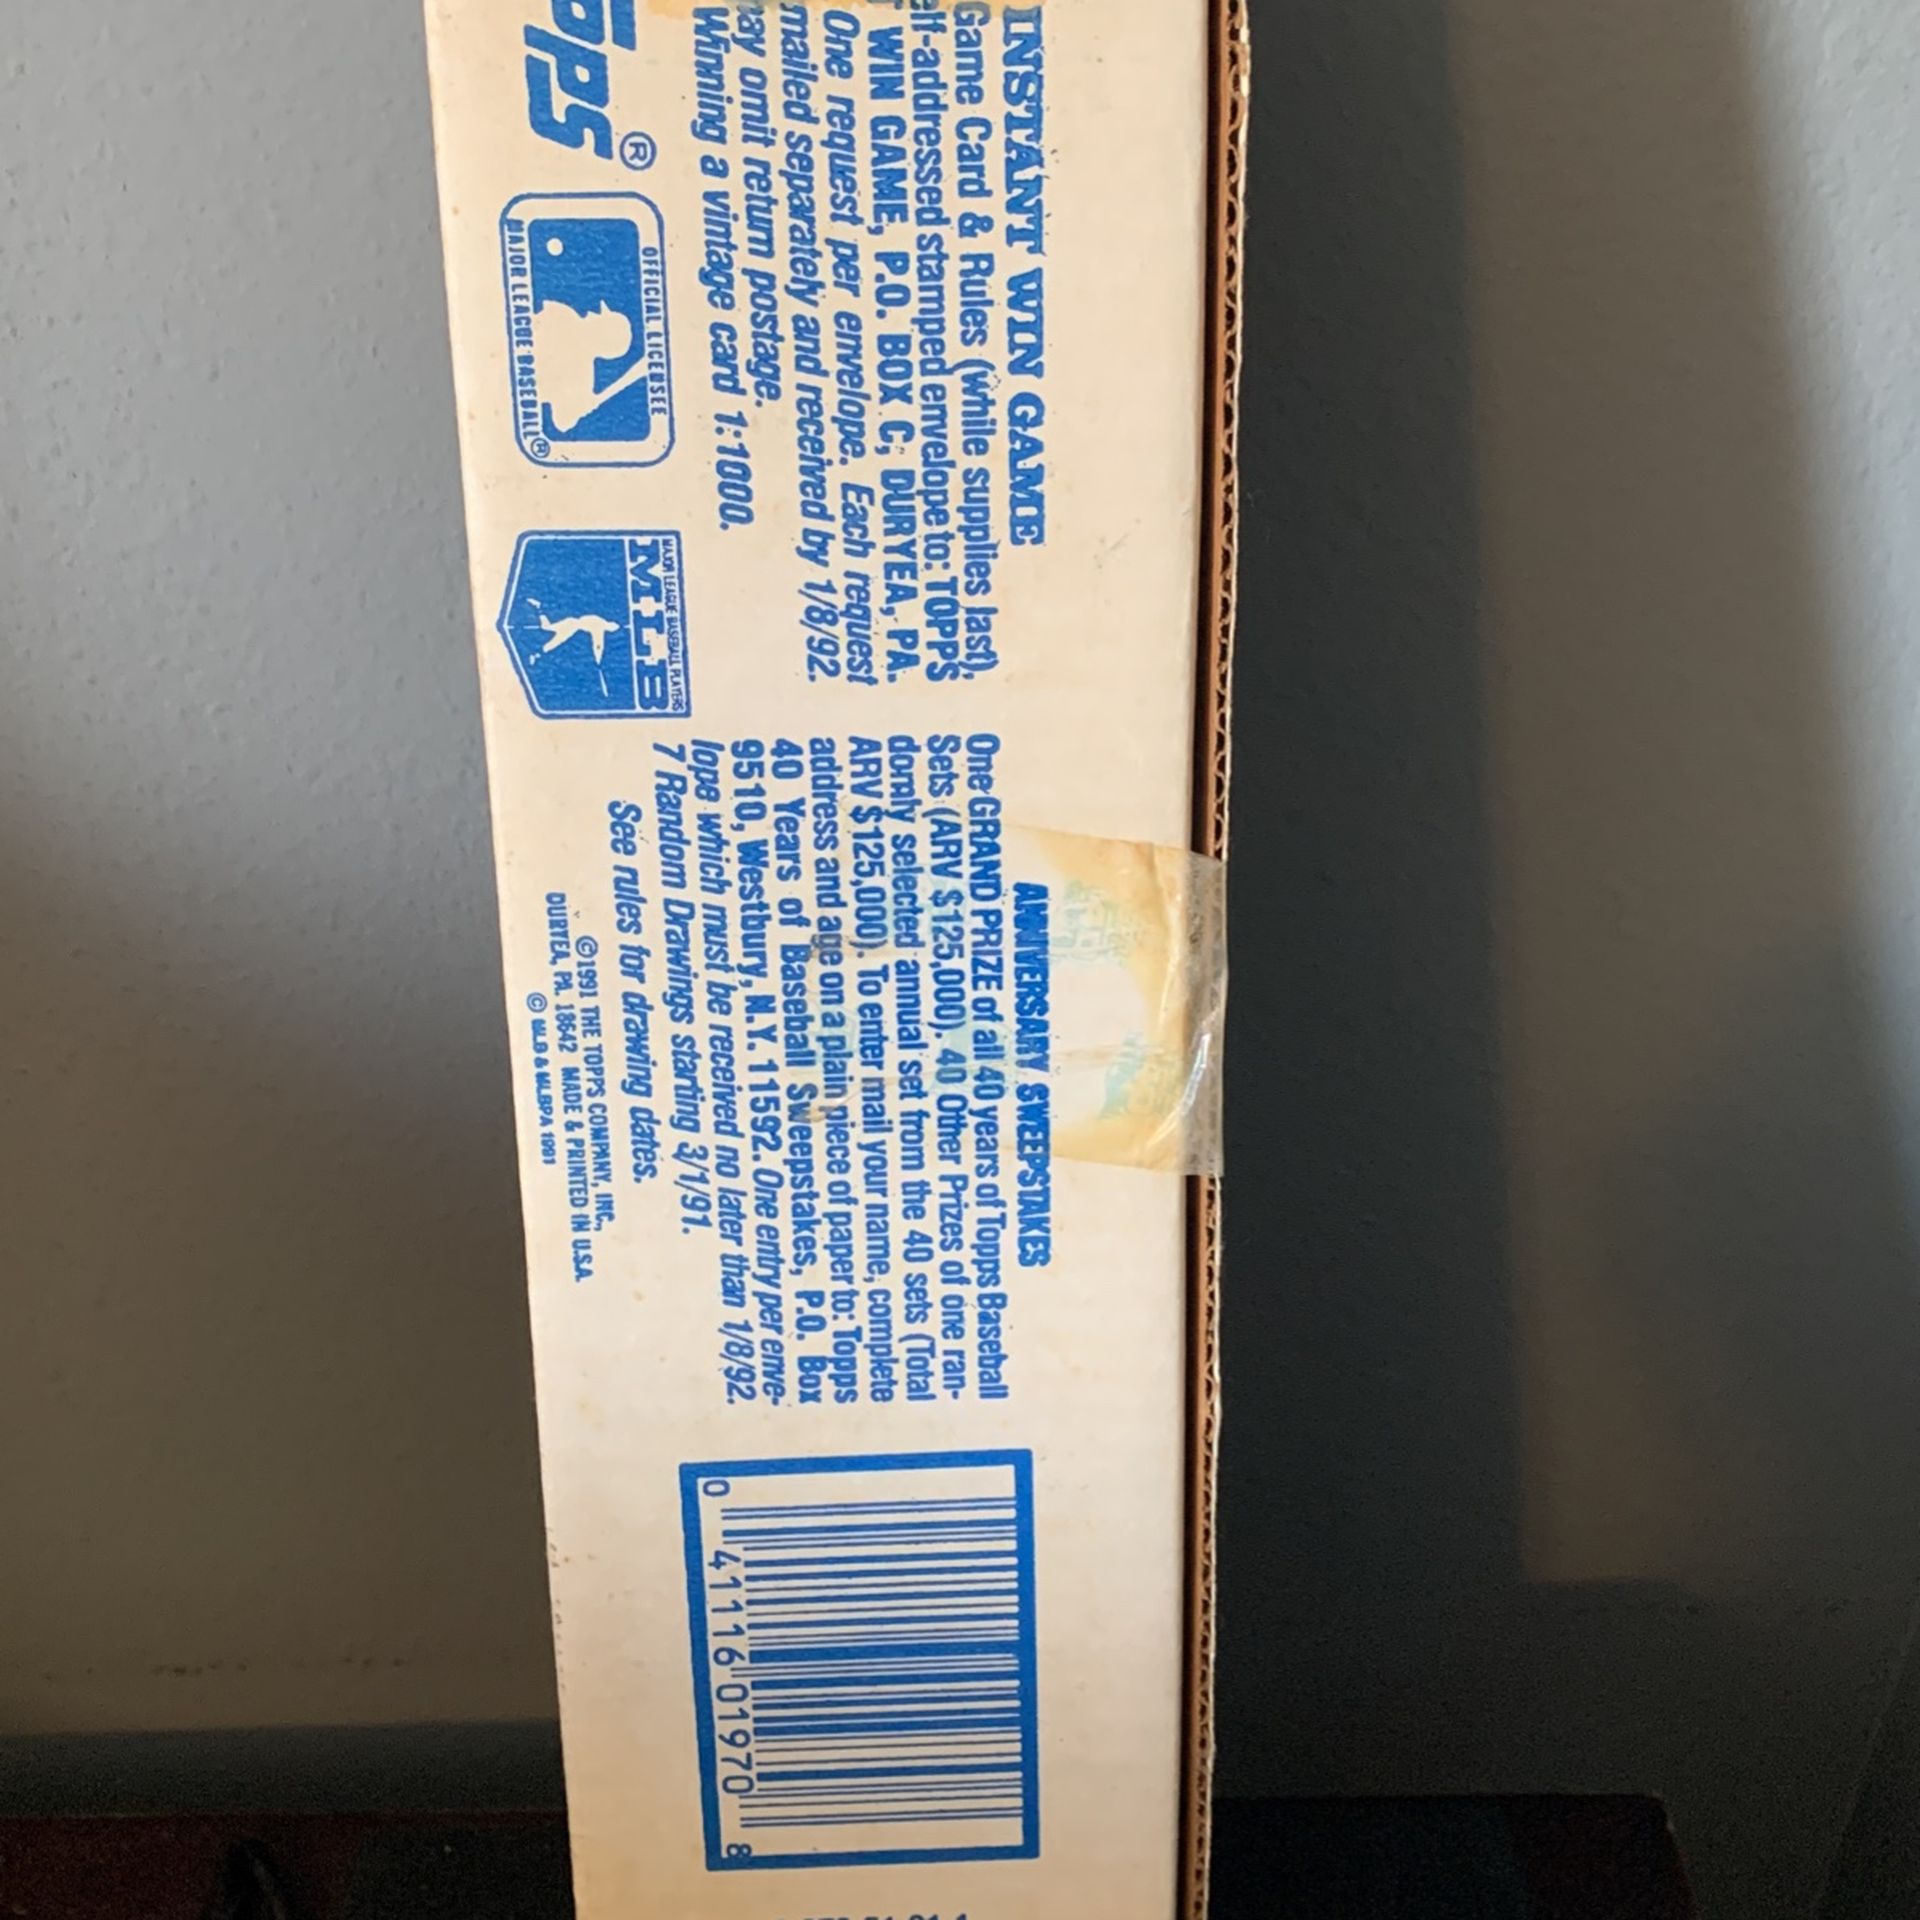 INSTANT WIN GAME
Game Card & Rules (while supplies last),
self-addressed stamped envelope to: TOPPS
WIN GAME, P.O. BOX C, DURYEA, PA.
One request per envelope. Each request
mailed separately and received by 1/8/92.
may omit return postage.
Winning a vintage card 1:1000.
Topps®
OFFICIAL LICENSEE
MAJOR LEAGUE BASEBALL®
MAJOR LEAGUE BASEBALL PLAYERS
MLB
ANNIVERSARY SWEEPSTAKES
One GRAND PRIZE of all 40 years of Topps Baseball
Sets (ARV $125,000). 40 Other Prizes of one ran-
domly selected annual set from the 40 sets (Total
ARV $125,000). To enter mail your name, complete
address and age on a plain piece of paper to: Topps
40 Years of Baseball Sweepstakes, P.O. Box
9510, Westbury, N.Y. 11592. One entry per enve-
lope which must be received no later than 1/8/92.
7 Random Drawings starting 3/1/91.
See rules for drawing dates.
©1991 THE TOPPS COMPANY, INC.,
DURYEA, PA. 18642 MADE & PRINTED IN U.S.A.
© MLB & MLBPA 1991
0 41116 01970 8